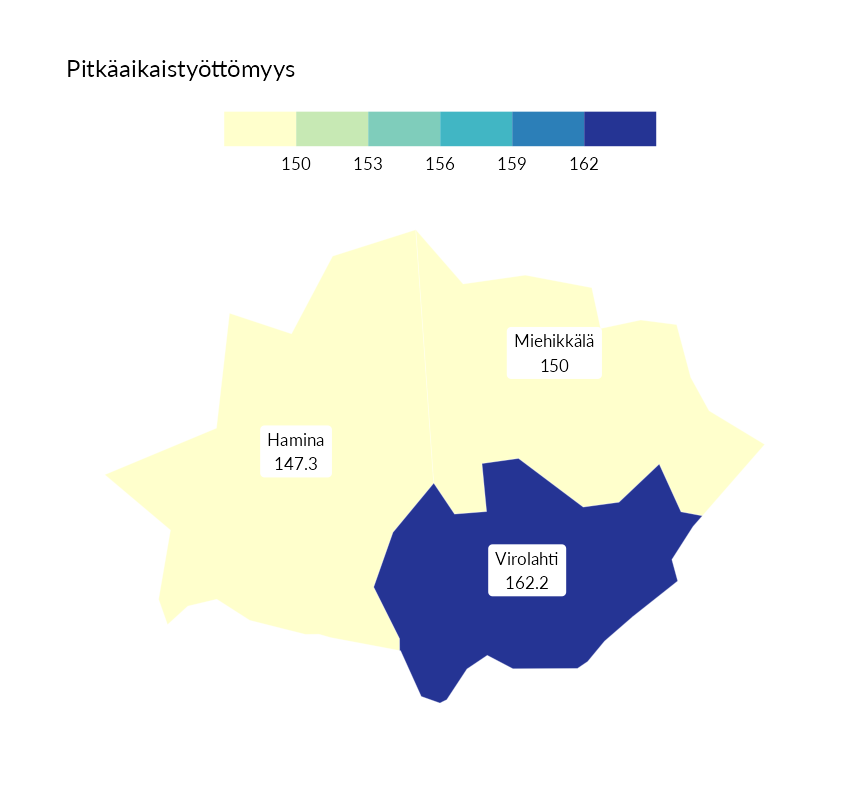 Pitkäaikaistyöttömyys
150 153 156 159 162
Miehikkälä
150
Hamina
147.3
Virolahti
162.2